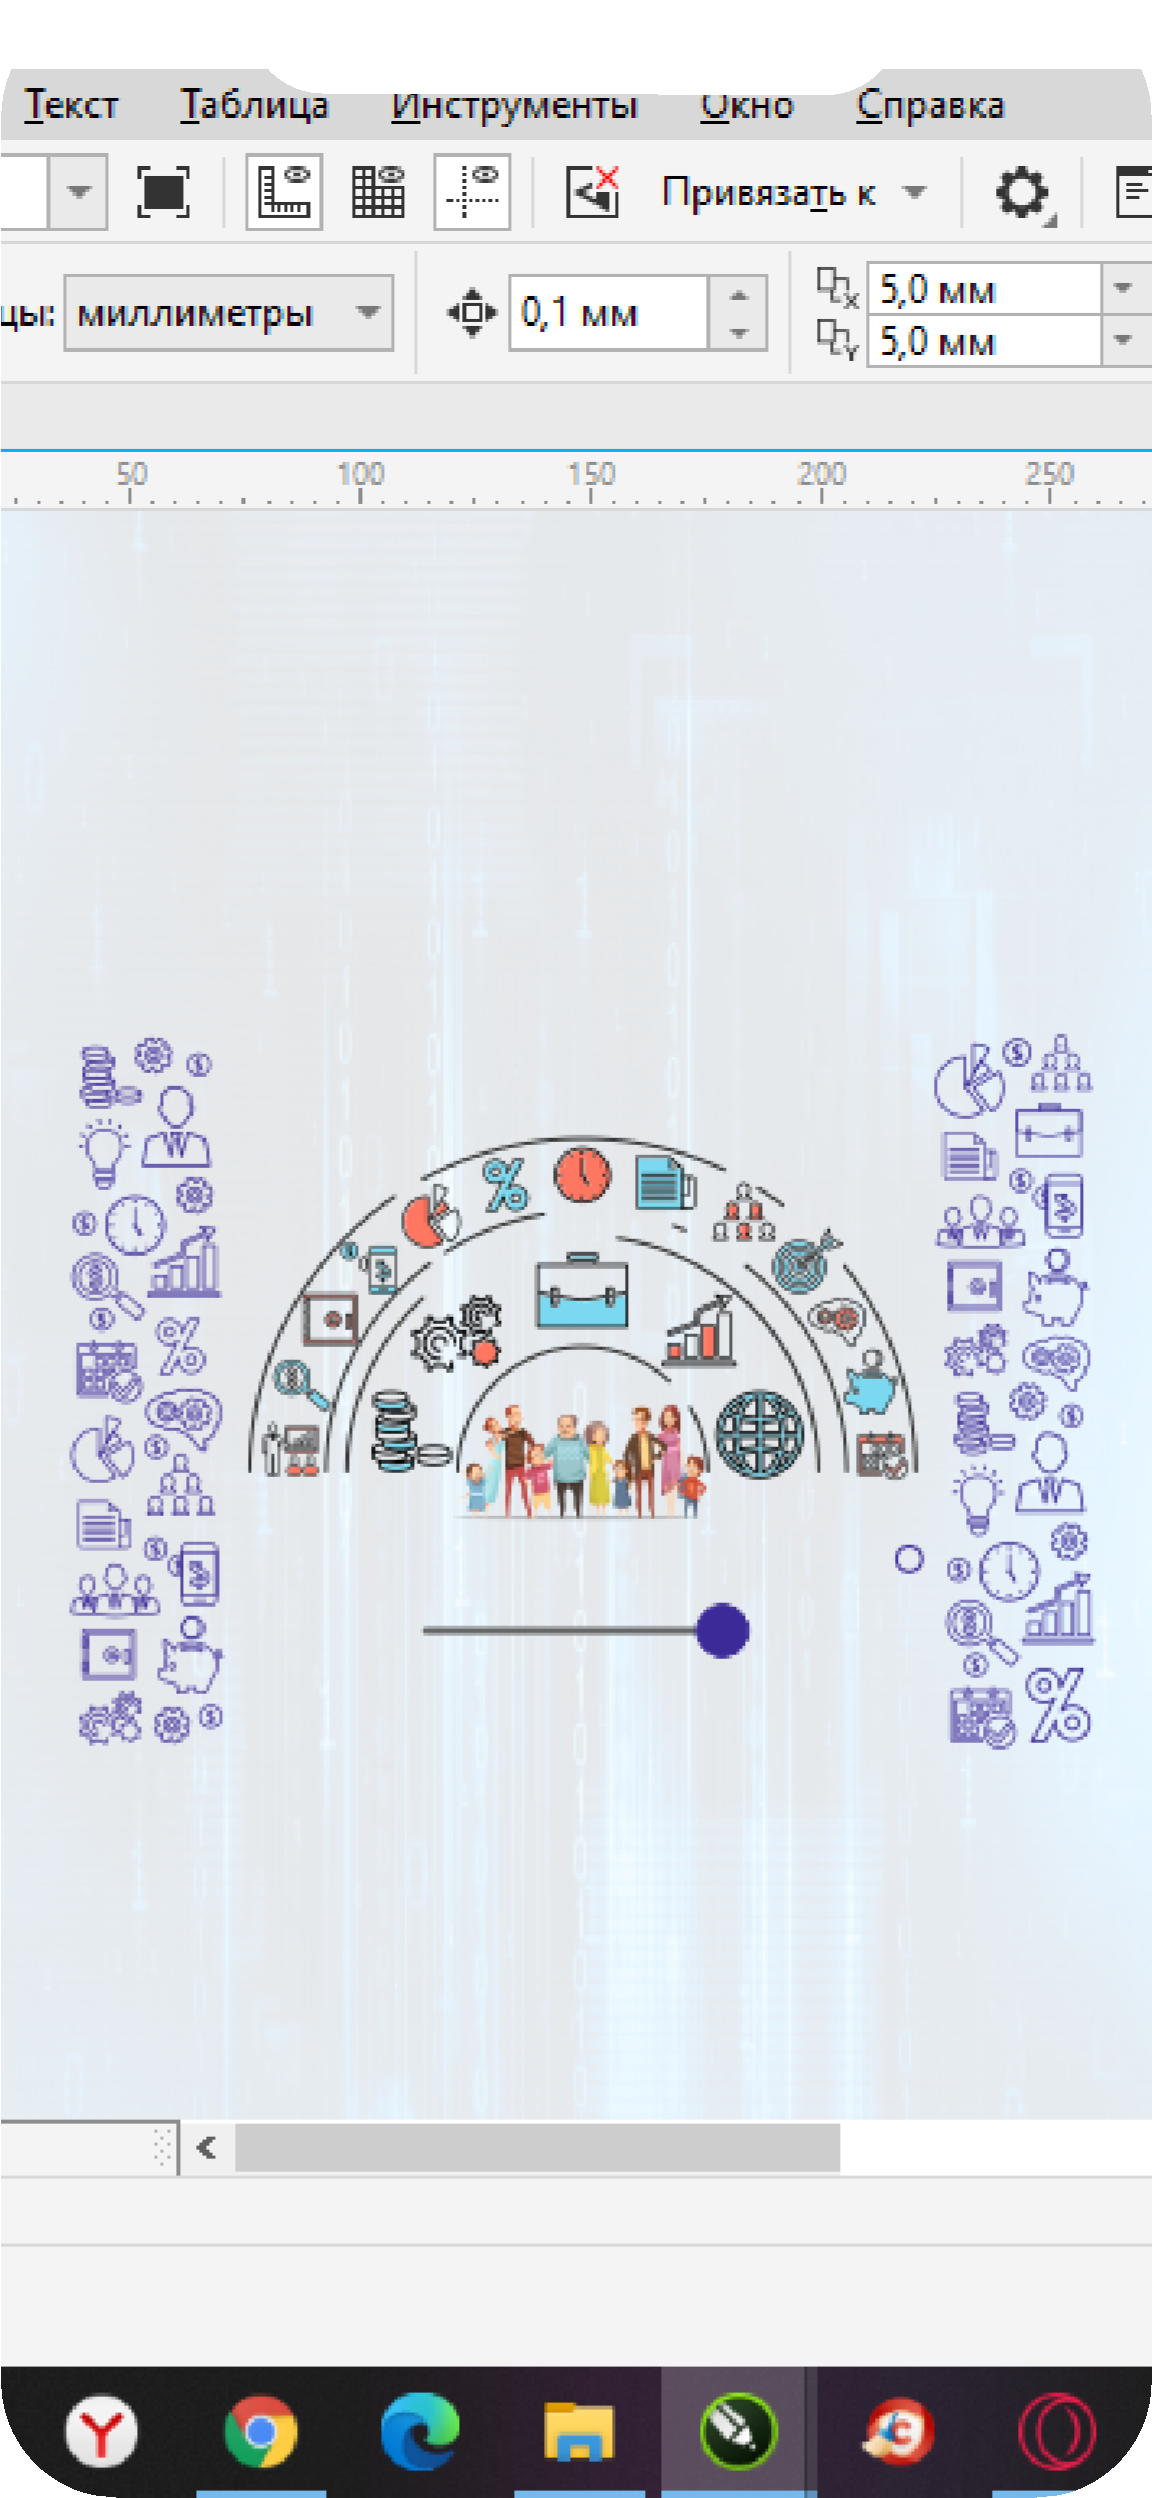 Текст Таблица Инструменты Окно Справка
Привязать к
цы: миллиметры 0,1 мм 5,0 мм
5,0 мм
50 100 150 200 250